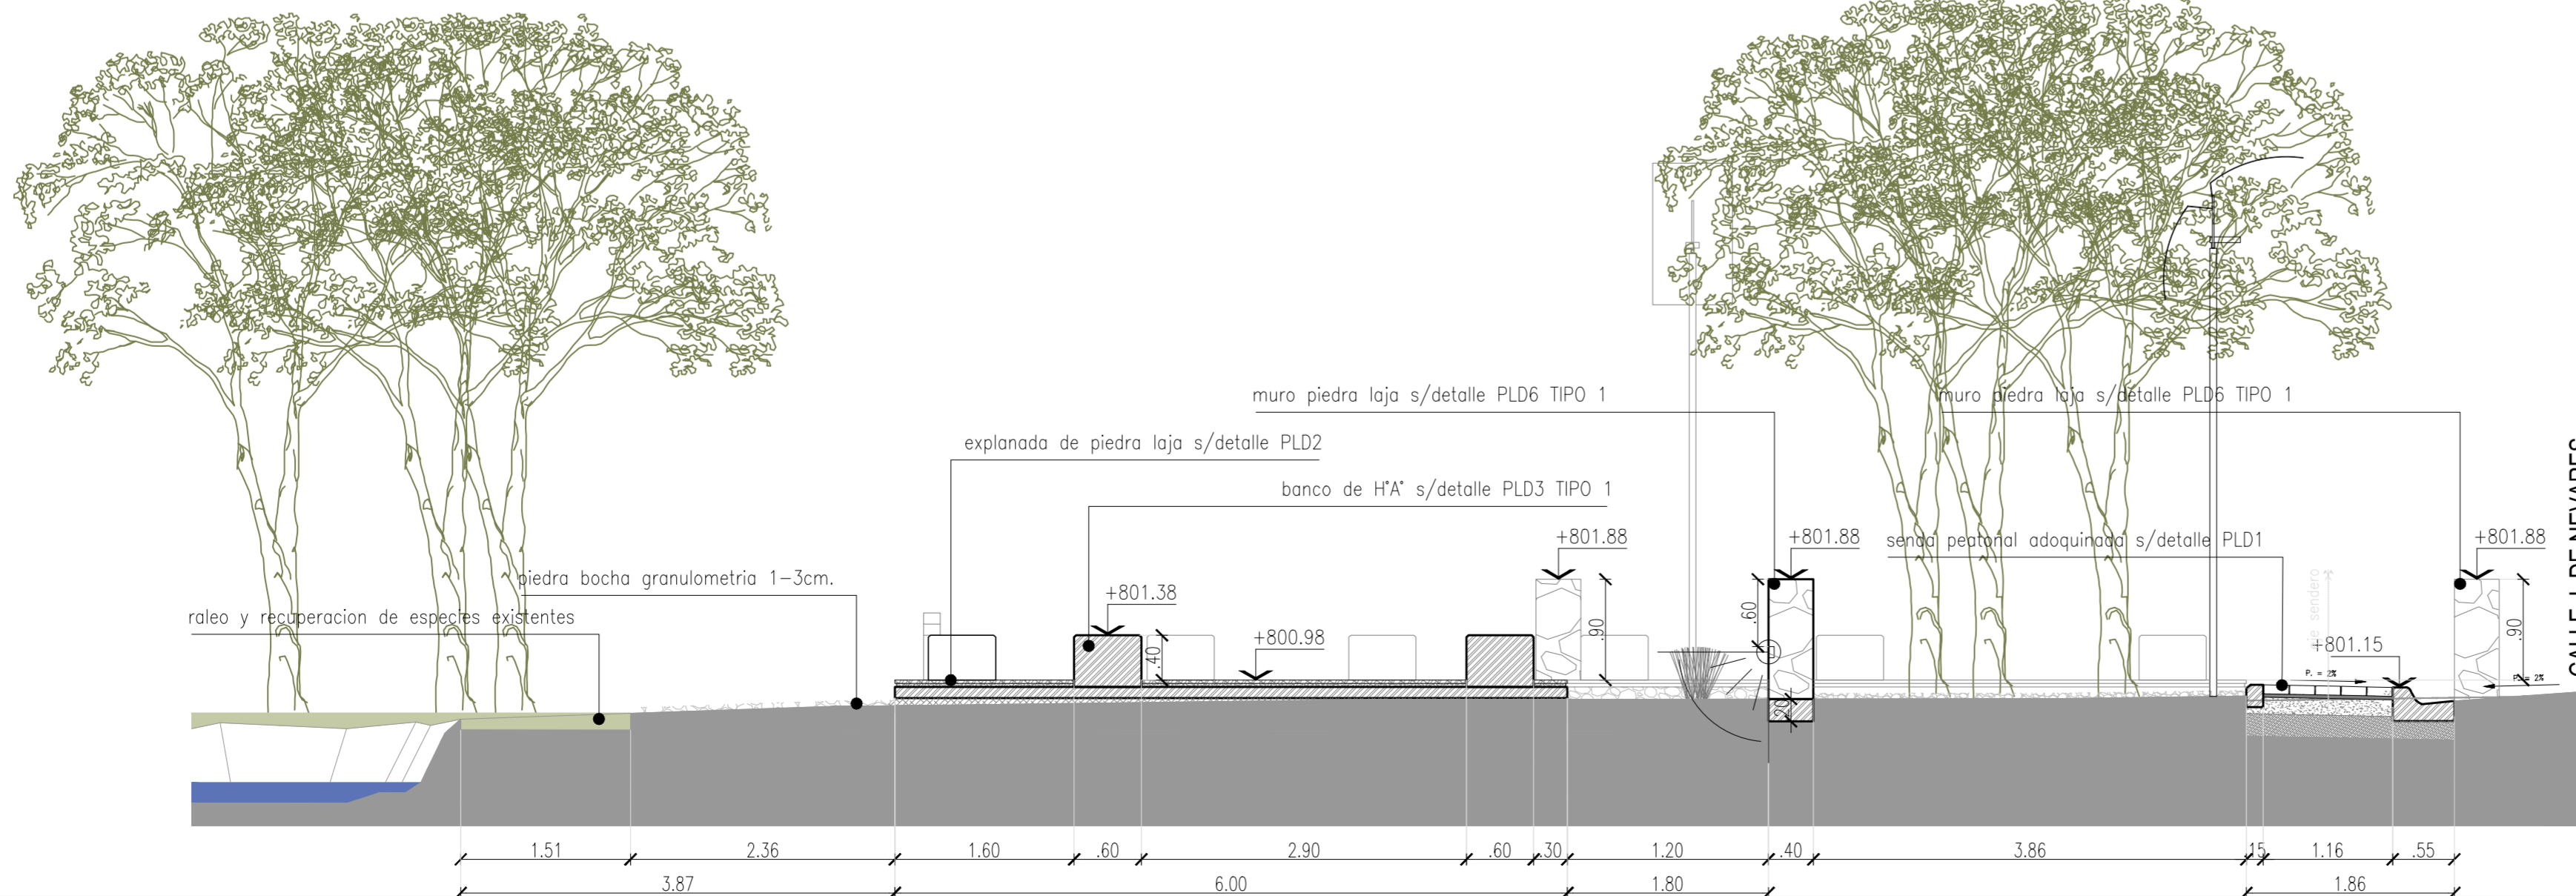 muro piedra laja s/detalle PLD6 TIPO 1
muro piedra laja s/detalle PLD6 TIPO 1
explanada de piedra laja s/detalle PLD2
banco de H°A° s/detalle PLD3 TIPO 1
+801.88
+801.88
senda peatonal adoquinada s/detalle PLD1
+801.88
piedra bocha granulometria 1-3cm.
+801.38
raleo y recuperacion de especies existentes
+800.98
.40
.90
.60
.20
eje sendero
+801.15
P. = 2%
P. = 2%
.90
1.51 2.36 1.60 .60 2.90 .60 .30 1.20 .40 3.86 .15 1.16 .55
3.87 6.00 1.80 1.86